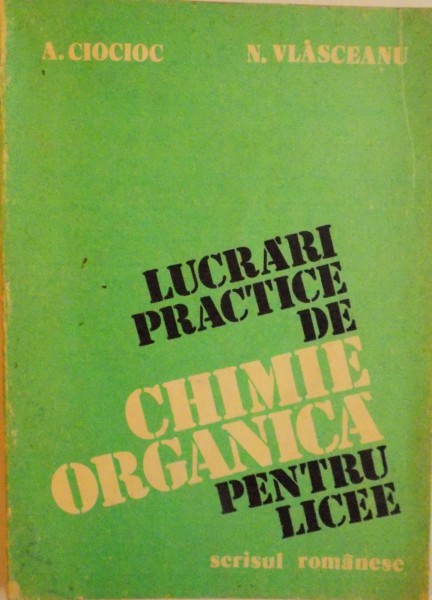 A. CIOCIOC N. VLĂSCEANU
LUCRĂRI
PRACTICE
DE
CHIMIE
ORGANICĂ
PENTRU
LICEE
scrisul românesc